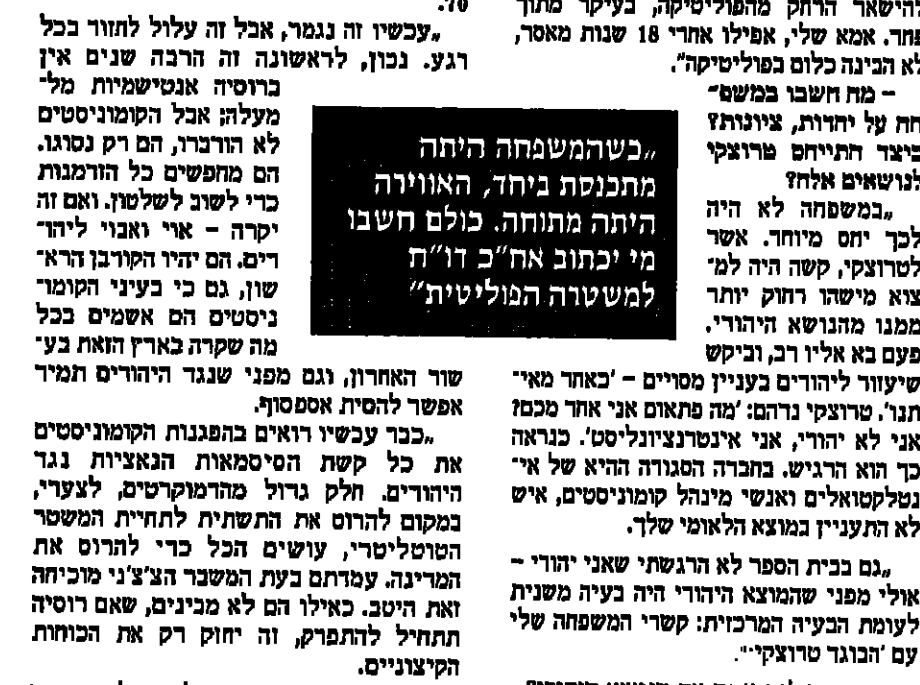 להישאר הרחק מהפוליטיקה, בעיקר מתוך
פחד. אמא שלי, אפילו אחרי 18 שנות מאסר,
לא הבינה כלום בפוליטיקה".
– מה חשבו במשפ־
חה על יהדות, ציונות?
כיצד התייחס טרוצקי
לנושאים אלה?
„במשפחה לא היה
לכך יחס מיוחד. אשר
לטרוצקי, קשה היה למ־
צוא מישהו רחוק יותר
ממנו מהנושא היהודי.
פעם בא אליו רב, וביקש
שיעזור ליהודים בעניין מסויים – 'כאחד מאי־
תנו'. טרוצקי נדהם: 'מה פתאום אני אחד מכם?
אני לא יהודי, אני אינטרנציונליסט'. כנראה
כך הוא הרגיש. בחברה הסגודה ההיא של אי־
נטלקטואלים ואנשי מינהל קומוניסטים, איש
לא התעניין במוצא הלאומי שלך.
„גם בבית הספר לא הרגשתי שאני יהודי –
אולי מפני שהמוצא היהודי היה בעיה משנית
לעומת הבעיה המרכזית: קשרי המשפחה שלי
עם 'הבוגד טרוצקי'".
„כשהמשפחה היתה
מתכנסת ביחד, האווירה
היתה מתוחה. כולם חשבו
מי יכתוב אח"כ דו"ח
למשטרה הפוליטית"
70.
„עכשיו זה נגמר, אבל זה עלול לחזור בכל
רגע. נכון, לראשונה זה הרבה שנים אין
ברוסיה אנטישמיות מל־
מעלה; אבל הקומוניסטים
לא הודברו, הם רק נסוגו.
הם מחפשים כל הזדמנות
כדי לשוב לשלטון. ואם זה
יקרה – אוי ואבוי ליהו־
דים. הם יהיו הקורבן הרא־
שון, גם כי בעיני הקומו־
ניסטים הם אשמים בכל
מה שקרה בארץ הזאת בע־
שור האחרון, וגם מפני שנגד היהודים תמיד
אפשר להסית אספסוף.
„כבר עכשיו רואים בהפגנות הקומוניסטים
את כל קשת הסיסמאות הנאציות נגד
היהודים. חלק גדול מהדמוקרטים, לצערי,
במקום להרוס את התשתית לתחיית המשטר
הטוטליטרי, עושים הכל כדי להרוס את
המדינה. עמדתם בעת המשבר הצ'צ'ני מוכיחה
זאת היטב. כאילו הם לא מבינים, שאם רוסיה
תתחיל להתפרק, זה יחזק רק את הכוחות
הקיצוניים.